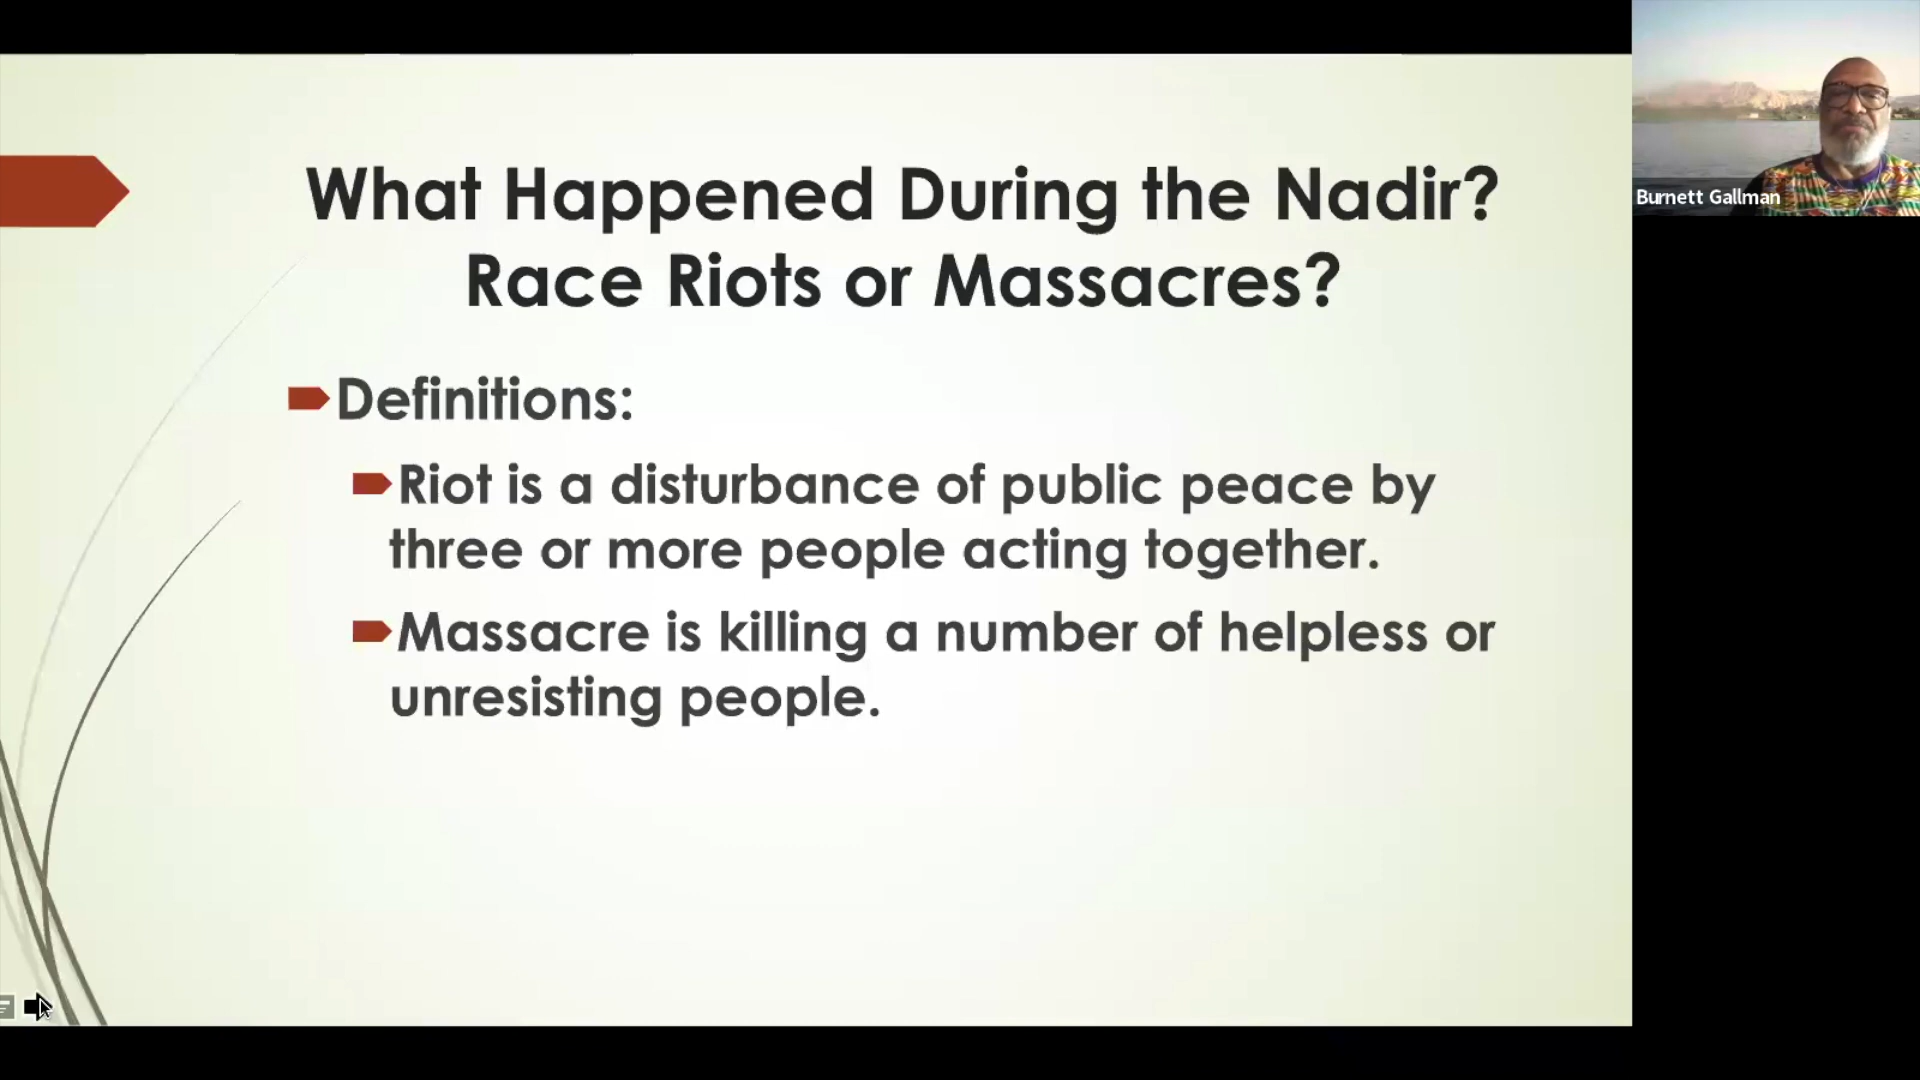 What Happened During the Nadir?
Race Riots or Massacres?
Definitions:
Riot is a disturbance of public peace by
three or more people acting together.
Massacre is killing a number of helpless or
unresisting people.
Burnett Gallman